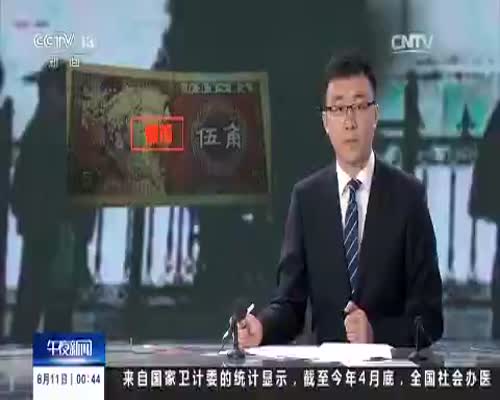 CCTV 13
新闻
CNTV
伍角
午夜新闻
8月11日 00:44
来自国家卫计委的统计显示，截至今年4月底，全国社会办医